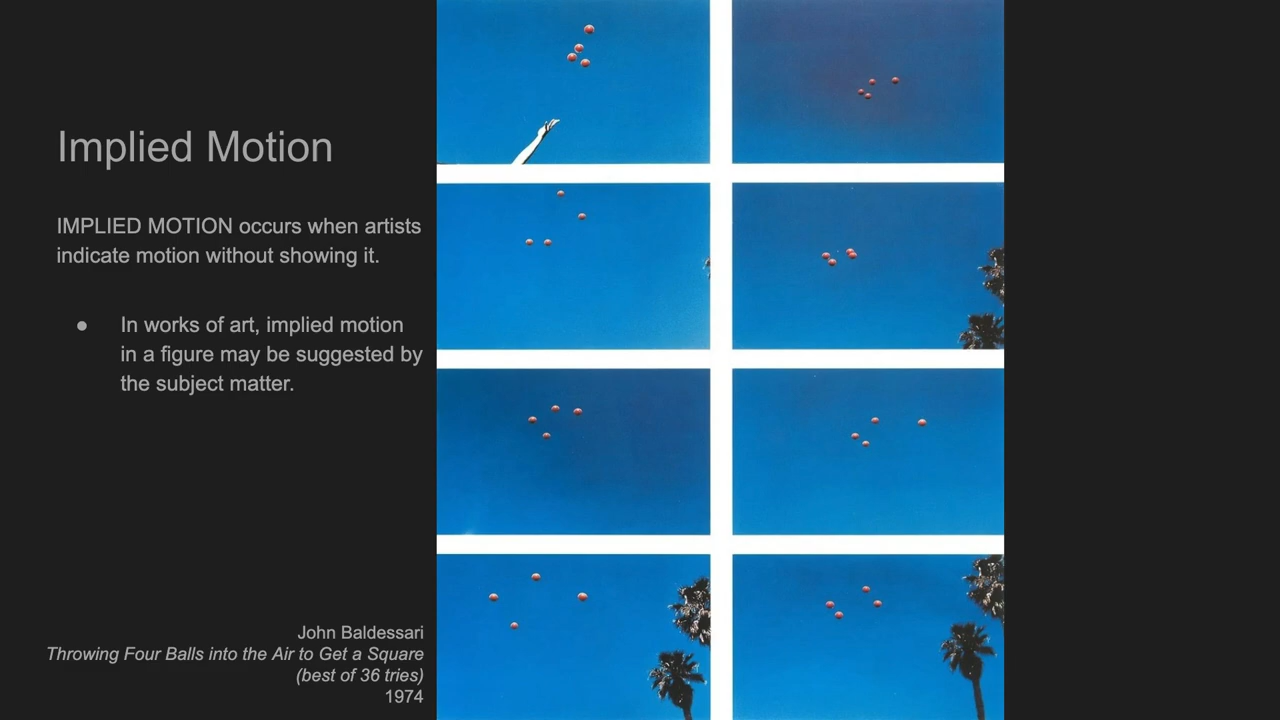 Implied Motion
IMPLIED MOTION occurs when artists
indicate motion without showing it.
● In works of art, implied motion
in a figure may be suggested by
the subject matter.
John Baldessari
Throwing Four Balls into the Air to Get a Square
(best of 36 tries)
1974